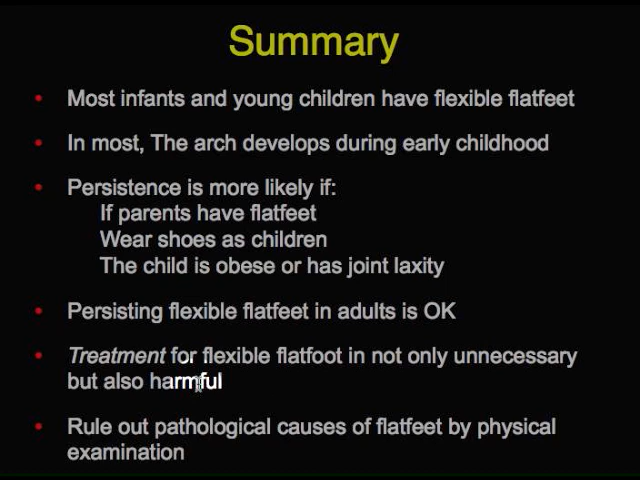 Summary
• Most infants and young children have flexible flatfeet
• In most, The arch develops during early childhood
• Persistence is more likely if:
If parents have flatfeet
Wear shoes as children
The child is obese or has joint laxity
• Persisting flexible flatfeet in adults is OK
• Treatment for flexible flatfoot in not only unnecessary
but also harmful
• Rule out pathological causes of flatfeet by physical
examination